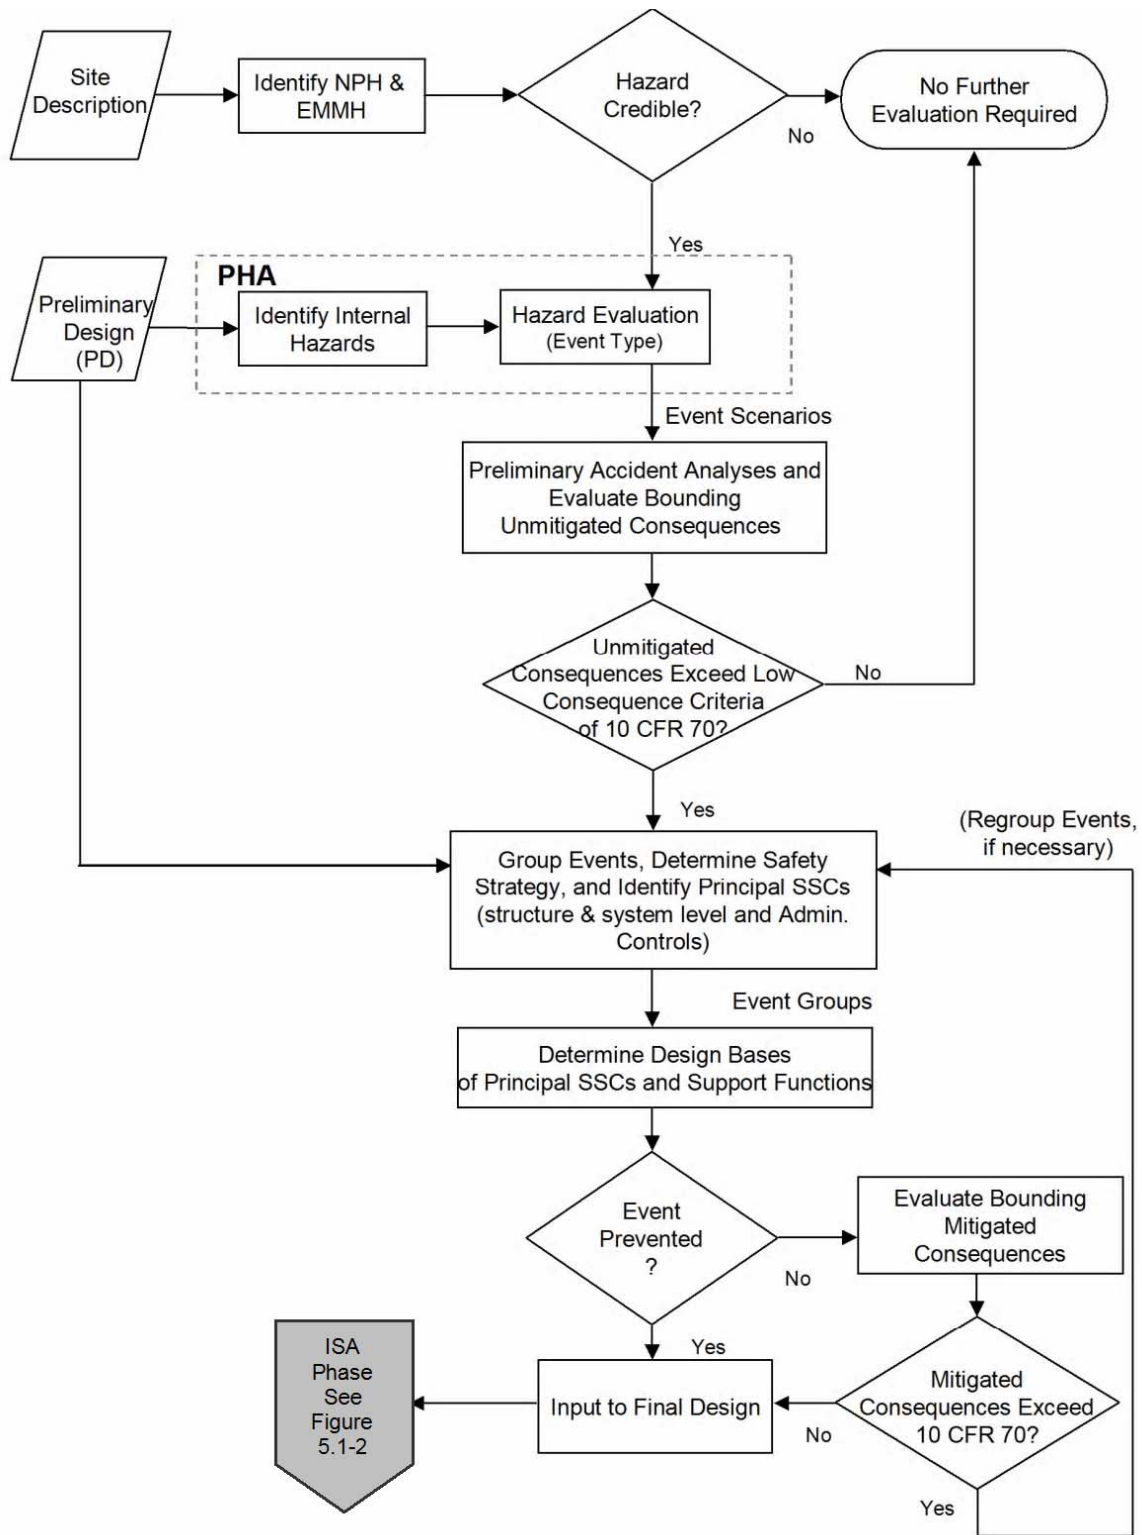 Site
Description
Identify NPH &
EMMH
Hazard
Credible?
No
No Further
Evaluation Required
Yes
PHA
Preliminary
Design
(PD)
Identify Internal
Hazards
Hazard Evaluation
(Event Type)
Event Scenarios
Preliminary Accident Analyses and
Evaluate Bounding
Unmitigated Consequences
Unmitigated
Consequences Exceed Low
Consequence Criteria
of 10 CFR 70?
No
Yes
(Regroup Events,
if necessary)
Group Events, Determine Safety
Strategy, and Identify Principal SSCs
(structure & system level and Admin.
Controls)
Event Groups
Determine Design Bases
of Principal SSCs and Support Functions
Event
Prevented
?
No
Evaluate Bounding
Mitigated
Consequences
Yes
ISA
Phase
See
Figure
5.1-2
Input to Final Design
No
Mitigated
Consequences Exceed
10 CFR 70?
Yes